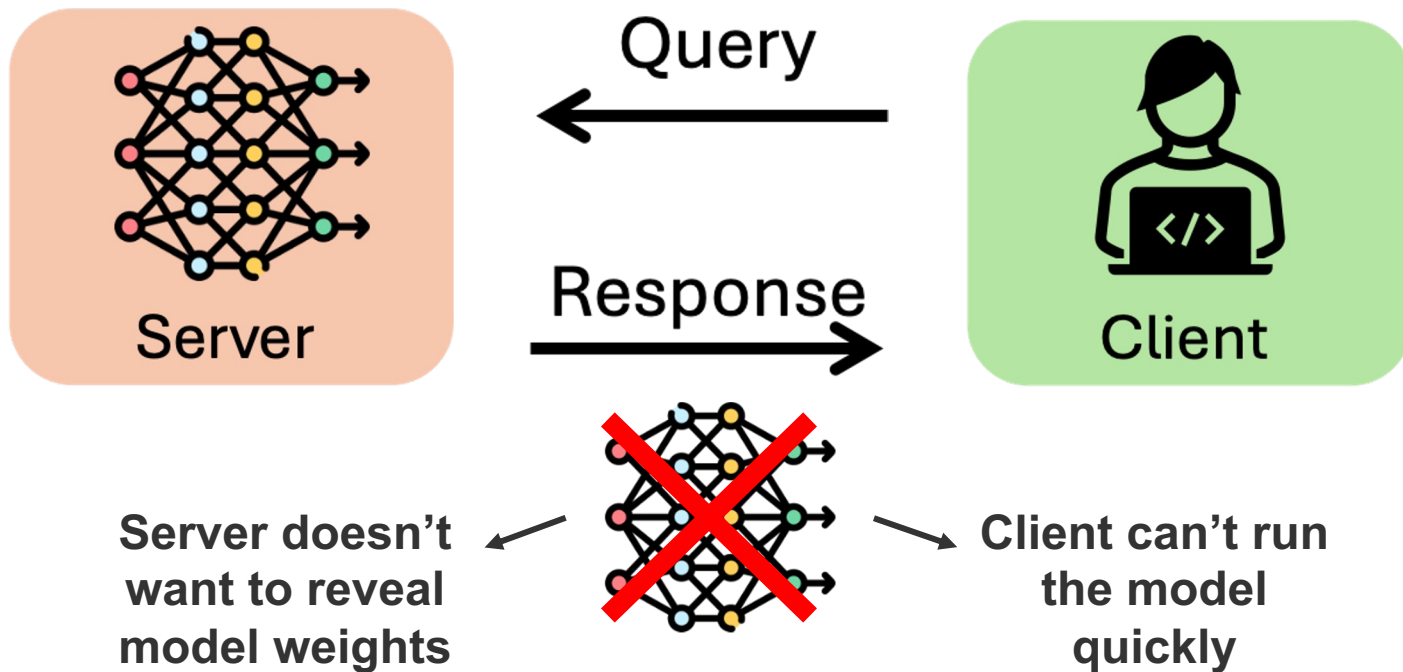 Query
Server
Response
Client
</>
Server doesn’t
want to reveal
model weights
Client can’t run
the model
quickly